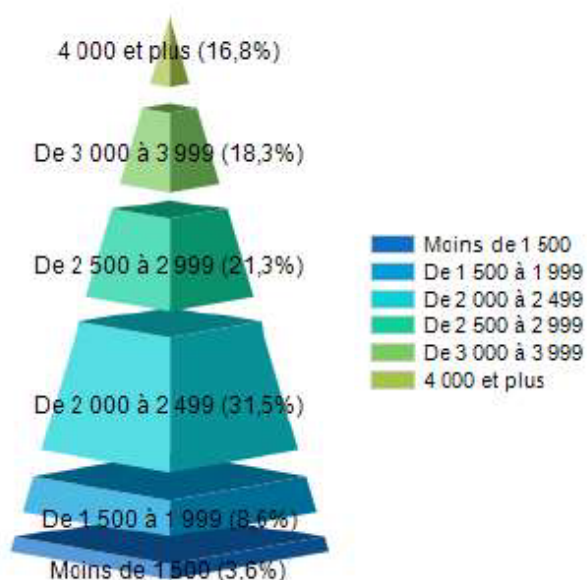 4 000 et plus (16,8%)
De 3 000 à 3 999 (18,3%)
De 2 500 à 2 999 (21,3%)
De 2 000 à 2 499 (31,5%)
De 1 500 à 1 999 (8,6%)
Moins de 1 500 (3,6%)
Moins de 1 500
De 1 500 à 1 999
De 2 000 à 2 499
De 2 500 à 2 999
De 3 000 à 3 999
4 000 et plus